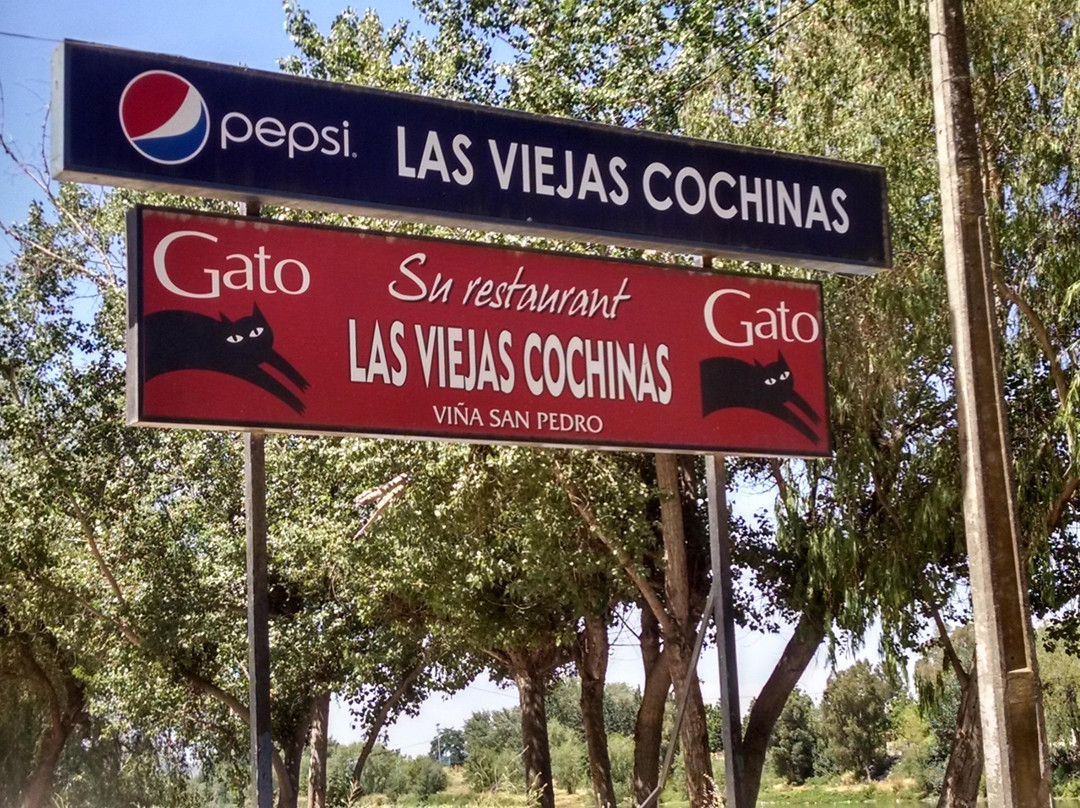 pepsi. LAS VIEJAS COCHINAS
Gato Su restaurant Gato
LAS VIEJAS COCHINAS
VIÑA SAN PEDRO